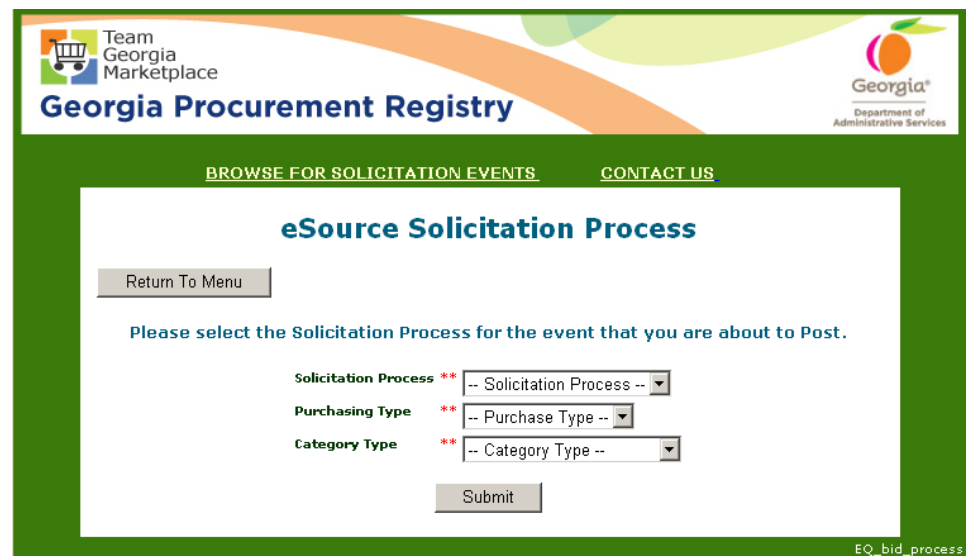 Team
Georgia
Marketplace
Georgia Procurement Registry
Georgia®
Department of
Administrative Services
BROWSE FOR SOLICITATION EVENTS CONTACT US
eSource Solicitation Process
Return To Menu
Please select the Solicitation Process for the event that you are about to Post.
Solicitation Process ** -- Solicitation Process --
Purchasing Type ** -- Purchase Type --
Category Type ** -- Category Type --
Submit
EQ_bid_process